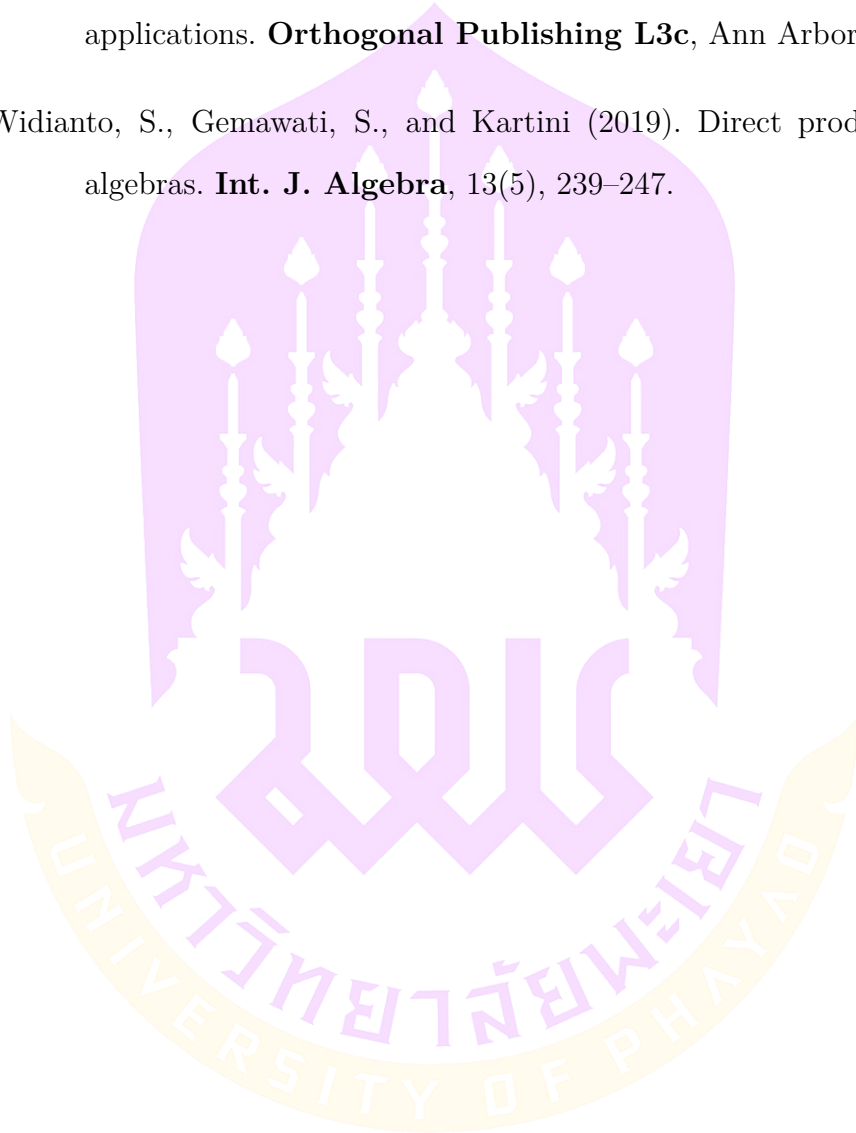 applications. Orthogonal Publishing L3c, Ann Arbor
Widianto, S., Gemawati, S., and Kartini (2019). Direct prod
algebras. Int. J. Algebra, 13(5), 239–247.
มหาวิทยาลัยพะเยา
UNIVERSITY OF PHAYAO